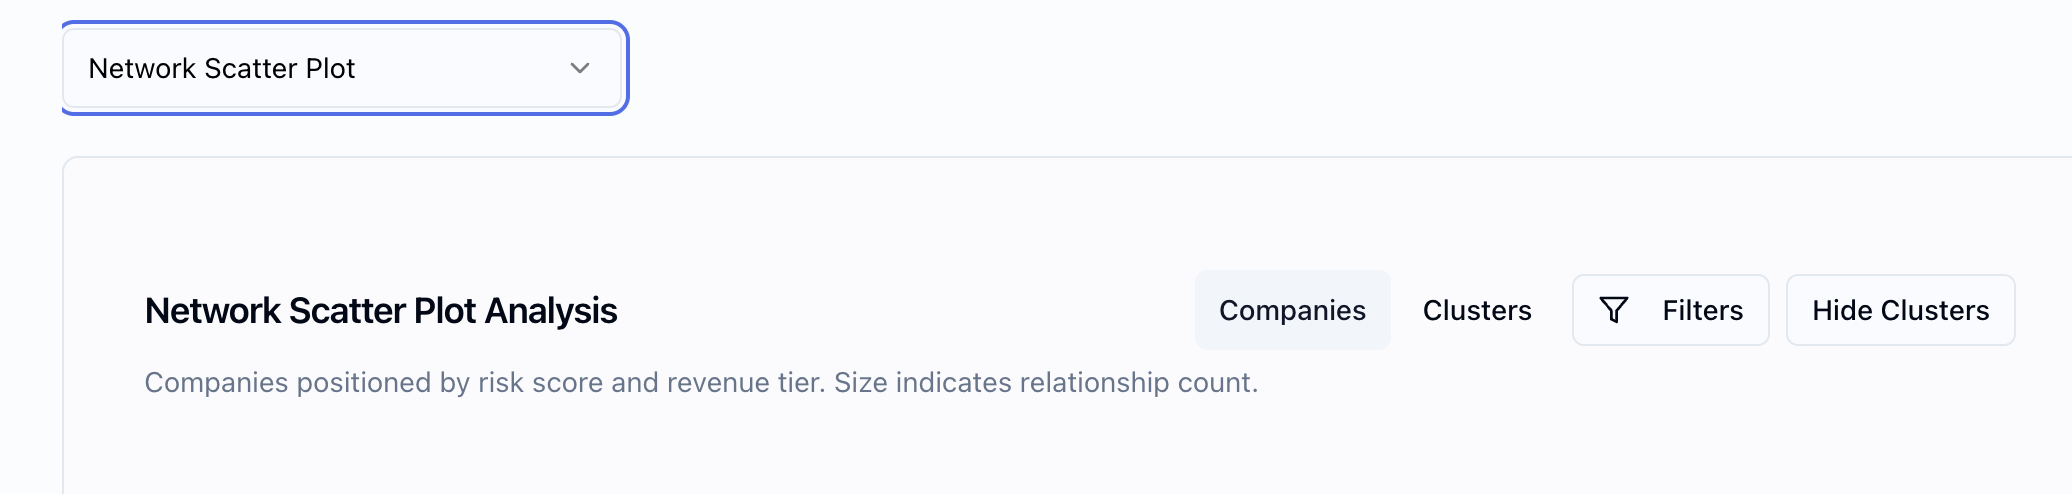 Network Scatter Plot
Network Scatter Plot Analysis
Companies
Clusters
Filters
Hide Clusters
Companies positioned by risk score and revenue tier. Size indicates relationship count.